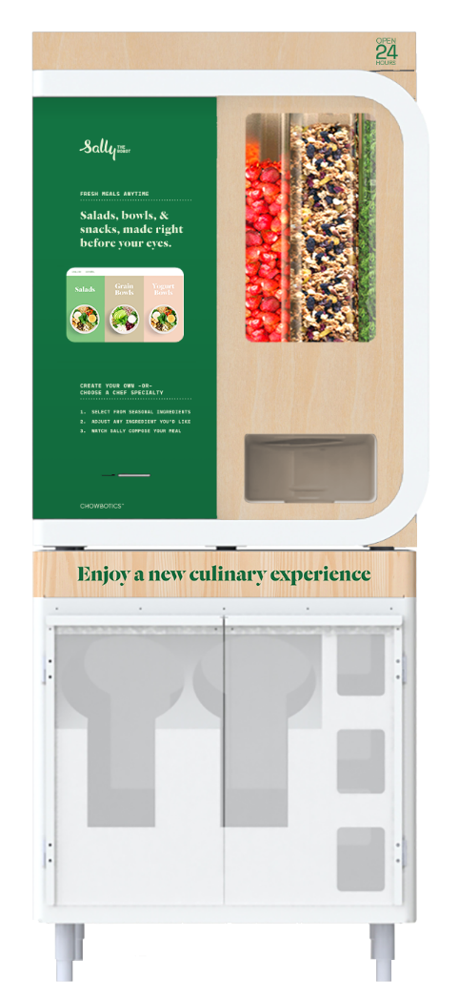 OPEN
24
HOURS
Sally THE ROBOT
FRESH MEALS ANYTIME
Salads, bowls, &
snacks, made right
before your eyes.
Salads
Grain Bowls
Yogurt Bowls
CREATE YOUR OWN -OR-
CHOOSE A CHEF SPECIALTY
1. SELECT FROM SEASONAL INGREDIENTS
2. ADJUST ANY INGREDIENT YOU'D LIKE
3. WATCH SALLY COMPOSE YOUR MEAL
CHOWBOTICS™
Enjoy a new culinary experience